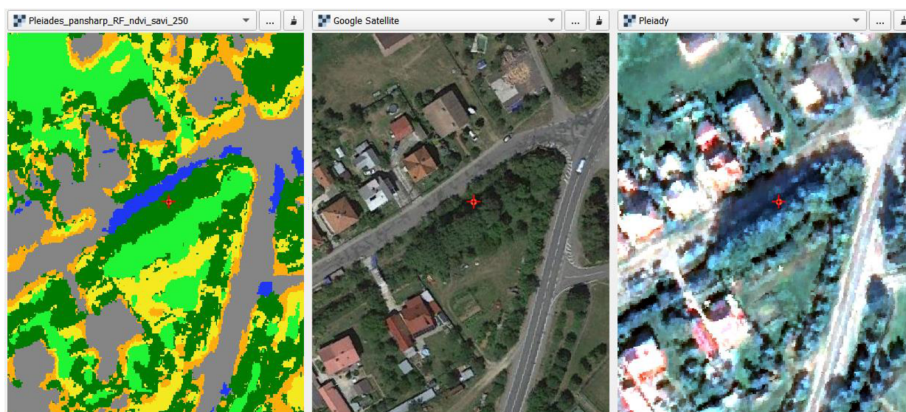 Pleiades_pansharp_RF_ndvi_savi_250
...
Google Satellite
...
Pleiady
...